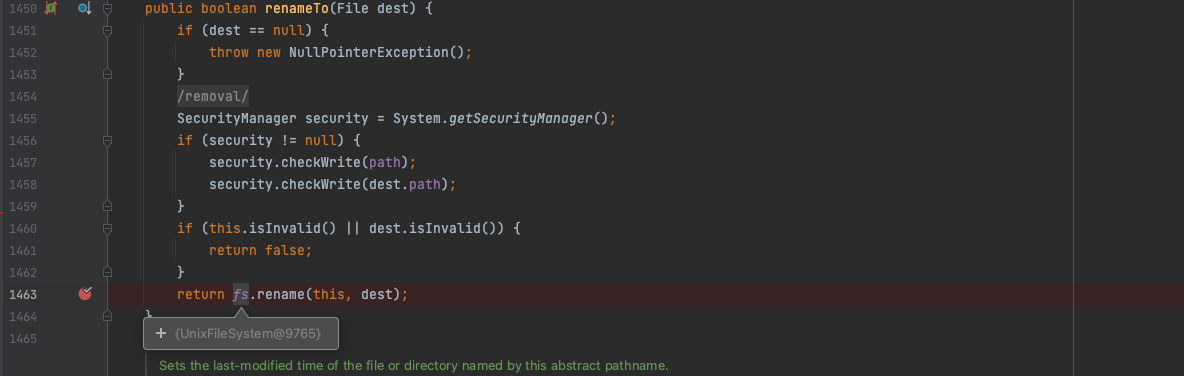 1450 public boolean renameTo(File dest) {
1451 if (dest == null) {
1452 throw new NullPointerException();
1453 }
1454 /removal/
1455 SecurityManager security = System.getSecurityManager();
1456 if (security != null) {
1457 security.checkWrite(path);
1458 security.checkWrite(dest.path);
1459 }
1460 if (this.isInvalid() || dest.isInvalid()) {
1461 return false;
1462 }
1463 return fs.rename(this, dest);
1464 }
+ {UnixFileSystem@9765}
1465
Sets the last-modified time of the file or directory named by this abstract pathname.